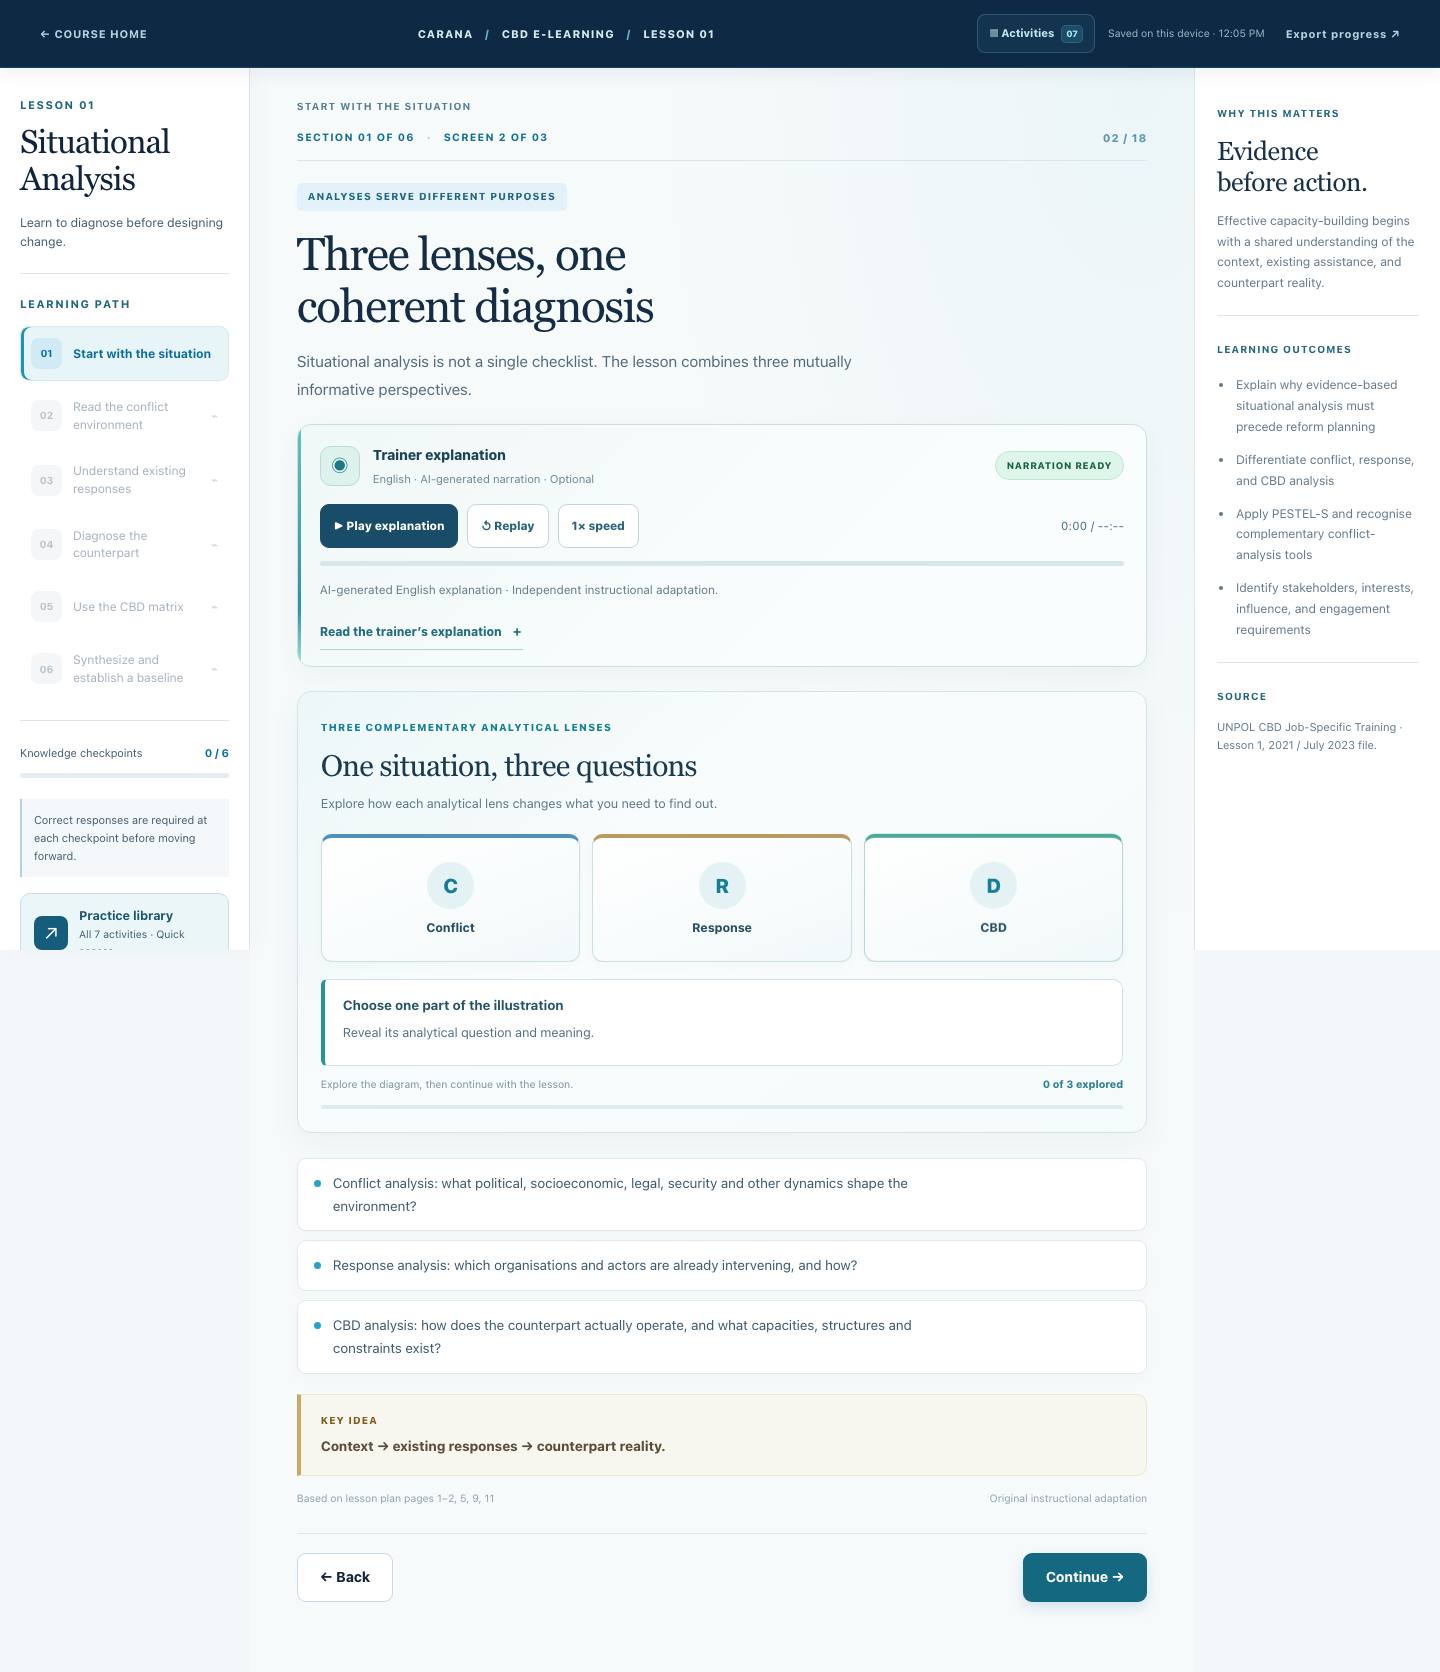 ← COURSE HOME
CARANA / CBD E-LEARNING / LESSON 01
Activities 07
Saved on this device · 12:05 PM
Export progress ↗
LESSON 01
Situational
Analysis
Learn to diagnose before designing
change.
LEARNING PATH
01 Start with the situation
02 Read the conflict
environment
03 Understand existing
responses
04 Diagnose the
counterpart
05 Use the CBD matrix
06 Synthesize and
establish a baseline
Knowledge checkpoints 0 / 6
Correct responses are required at
each checkpoint before moving
forward.
Practice library
All 7 activities · Quick
START WITH THE SITUATION
SECTION 01 OF 06 · SCREEN 2 OF 03
02 / 18
ANALYSES SERVE DIFFERENT PURPOSES
Three lenses, one
coherent diagnosis
Situational analysis is not a single checklist. The lesson combines three mutually
informative perspectives.
Trainer explanation
English · AI-generated narration · Optional
NARRATION READY
▶ Play explanation
↺ Replay
1× speed
0:00 / --:--
AI-generated English explanation · Independent instructional adaptation.
Read the trainer’s explanation +
THREE COMPLEMENTARY ANALYTICAL LENSES
One situation, three questions
Explore how each analytical lens changes what you need to find out.
C
Conflict
R
Response
D
CBD
Choose one part of the illustration
Reveal its analytical question and meaning.
Explore the diagram, then continue with the lesson.
0 of 3 explored
Conflict analysis: what political, socioeconomic, legal, security and other dynamics shape the
environment?
Response analysis: which organisations and actors are already intervening, and how?
CBD analysis: how does the counterpart actually operate, and what capacities, structures and
constraints exist?
KEY IDEA
Context → existing responses → counterpart reality.
Based on lesson plan pages 1–2, 5, 9, 11
Original instructional adaptation
← Back
Continue →
WHY THIS MATTERS
Evidence
before action.
Effective capacity-building begins
with a shared understanding of the
context, existing assistance, and
counterpart reality.
LEARNING OUTCOMES
• Explain why evidence-based
situational analysis must
precede reform planning
• Differentiate conflict, response,
and CBD analysis
• Apply PESTEL-S and recognise
complementary conflict-
analysis tools
• Identify stakeholders, interests,
influence, and engagement
requirements
SOURCE
UNPOL CBD Job-Specific Training ·
Lesson 1, 2021 / July 2023 file.